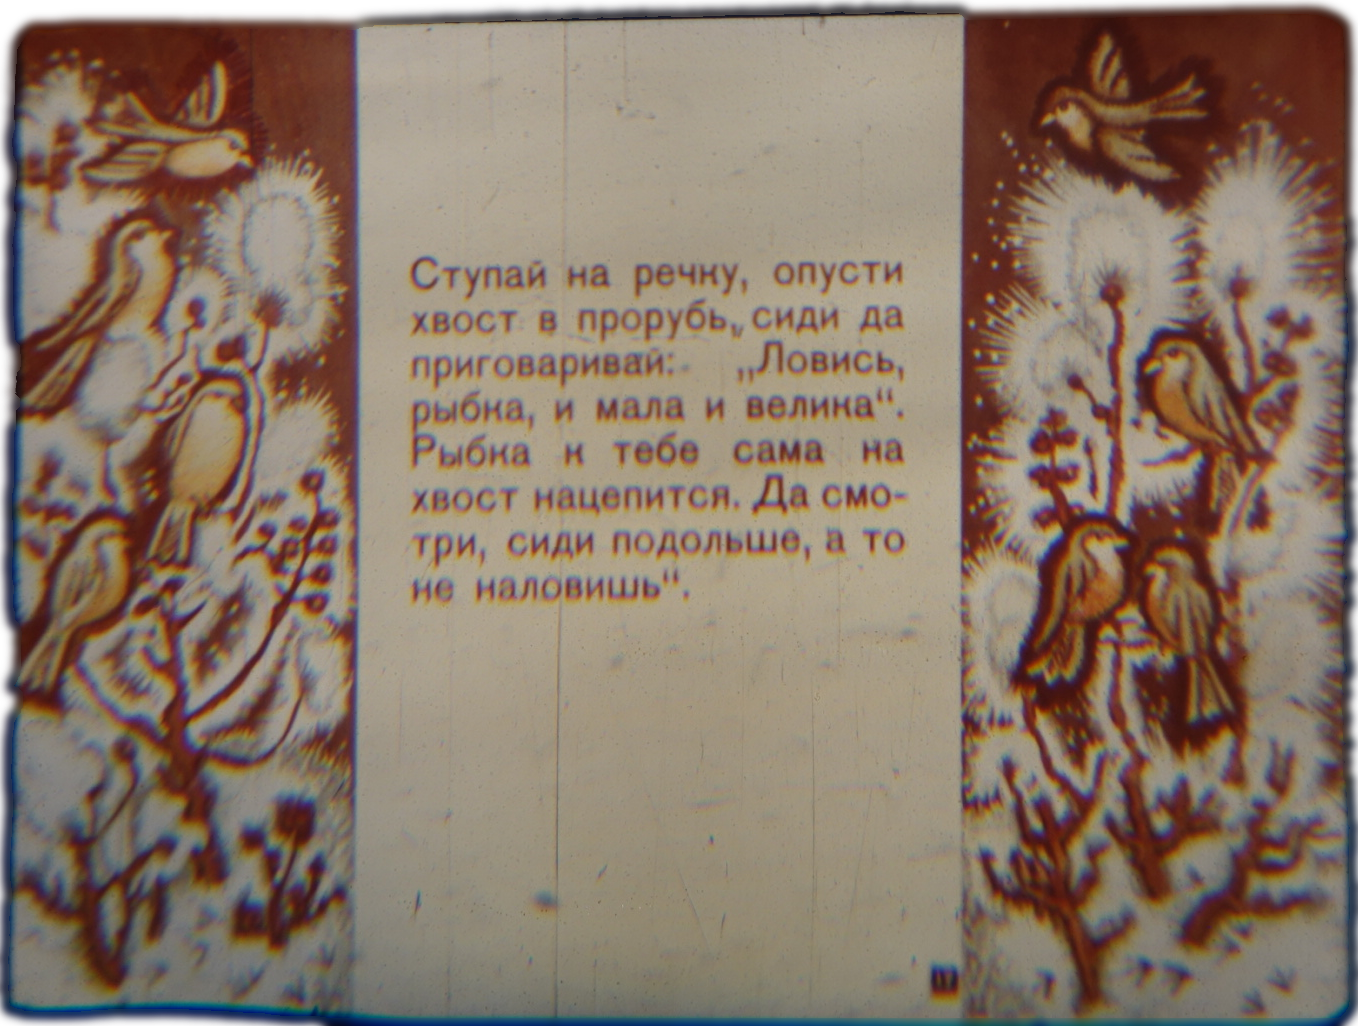 Ступай на речку, опусти
хвост в прорубь, сиди да
приговаривай: „Ловись,
рыбка, и мала и велика“.
Рыбка к тебе сама на
хвост нацепится. Да смо-
три, сиди подольше, а то
не наловишь“.